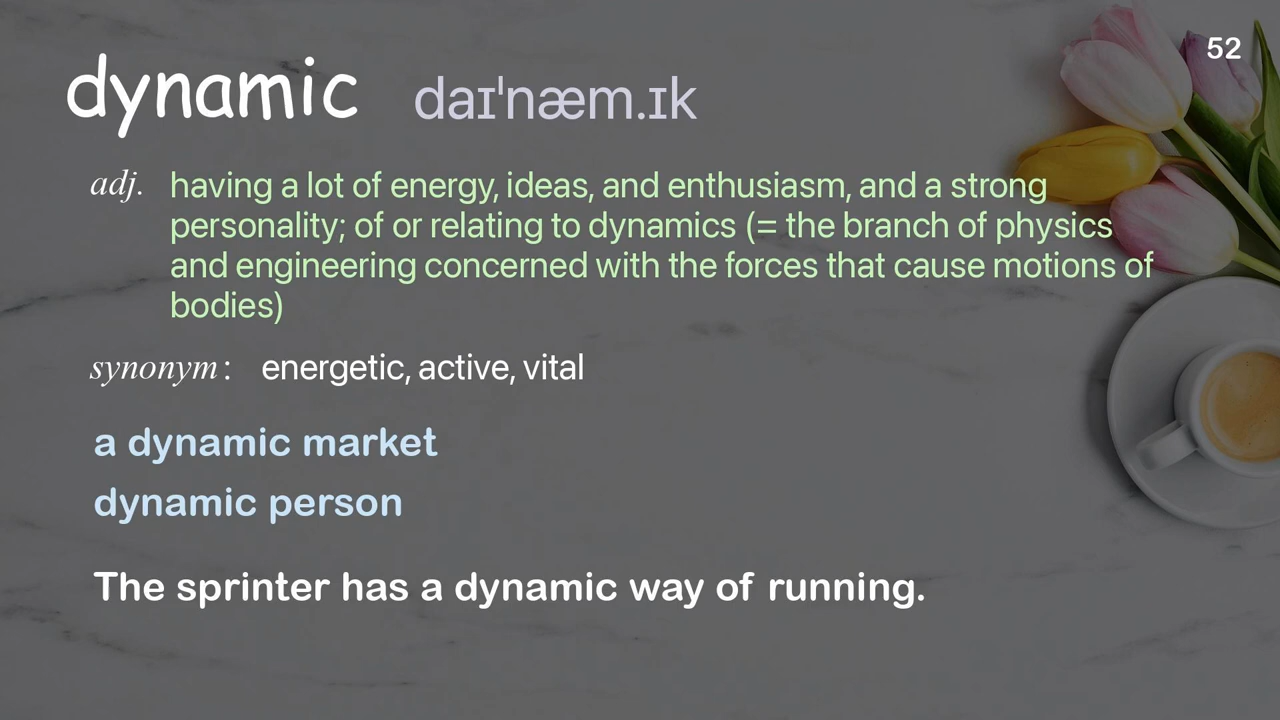 52
dynamic daɪˈnæm.ɪk
adj. having a lot of energy, ideas, and enthusiasm, and a strong
personality; of or relating to dynamics (= the branch of physics
and engineering concerned with the forces that cause motions of
bodies)
synonym: energetic, active, vital
a dynamic market
dynamic person
The sprinter has a dynamic way of running.